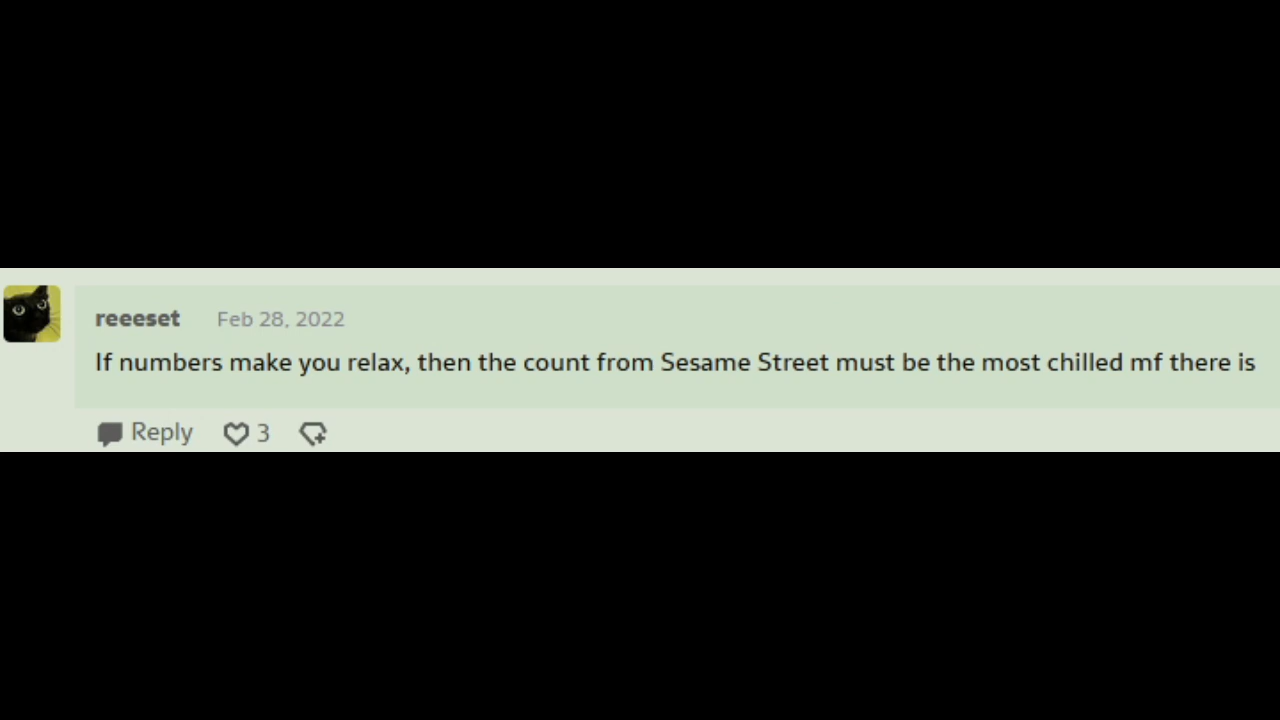 reeeset Feb 28, 2022
If numbers make you relax, then the count from Sesame Street must be the most chilled mf there is
Reply 3